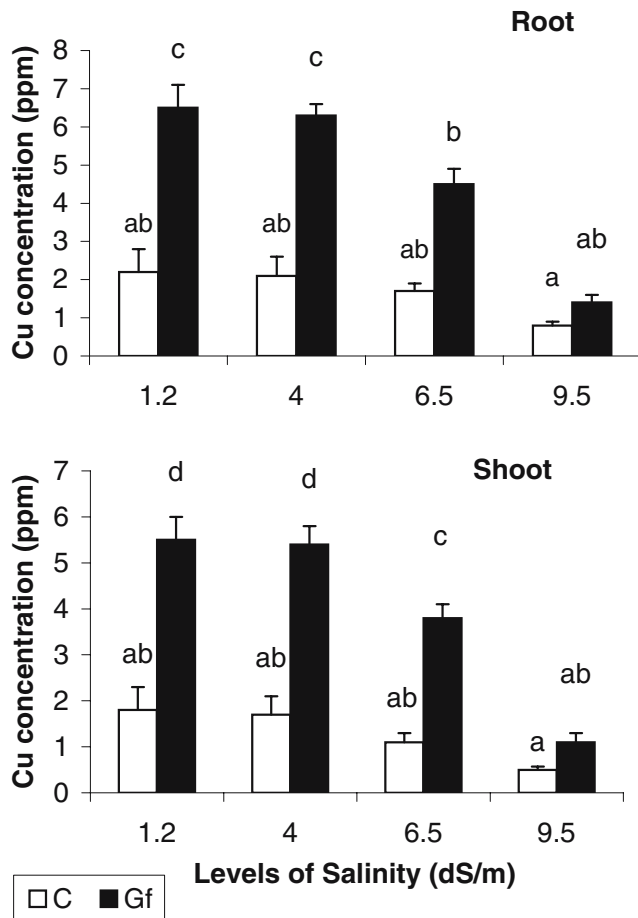 Root
Cu concentration (ppm)
8
7
6
5
4
3
2
1
0
ab c ab c ab b a ab
1.2 4 6.5 9.5
Shoot
Cu concentration (ppm)
7
6
5
4
3
2
1
0
ab d ab d ab c a ab
1.2 4 6.5 9.5
Levels of Salinity (dS/m)
C Gf